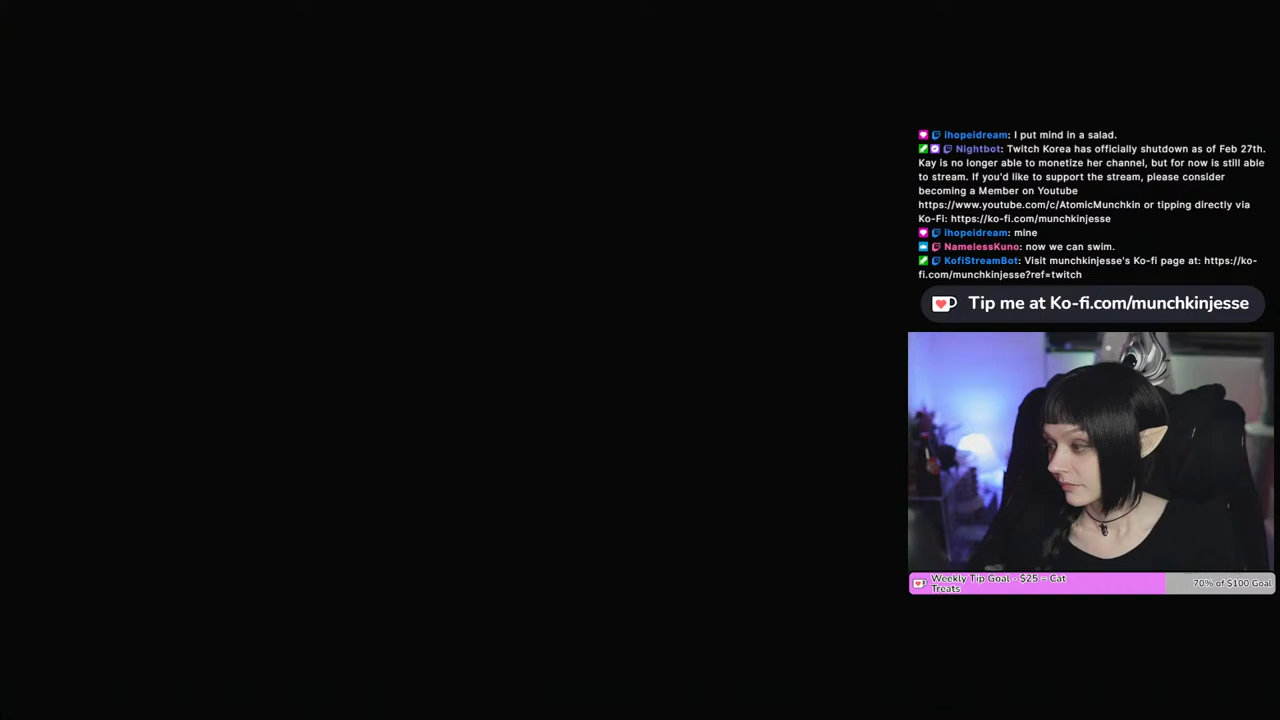 ihopeidream: I put mind in a salad.
Nightbot: Twitch Korea has officially shutdown as of Feb 27th.
Kay is no longer able to monetize her channel, but for now is still able
to stream. If you'd like to support the stream, please consider
becoming a Member on Youtube
https://www.youtube.com/c/AtomicMunchkin or tipping directly via
Ko-Fi: https://ko-fi.com/munchkinjesse
ihopeidream: mine
NamelessKuno: now we can swim.
KofiStreamBot: Visit munchkinjesse's Ko-fi page at: https://ko-
fi.com/munchkinjesse?ref=twitch
Tip me at Ko-fi.com/munchkinjesse
Weekly Tip Goal - $25 = Cat
Treats
70% of $100 Goal